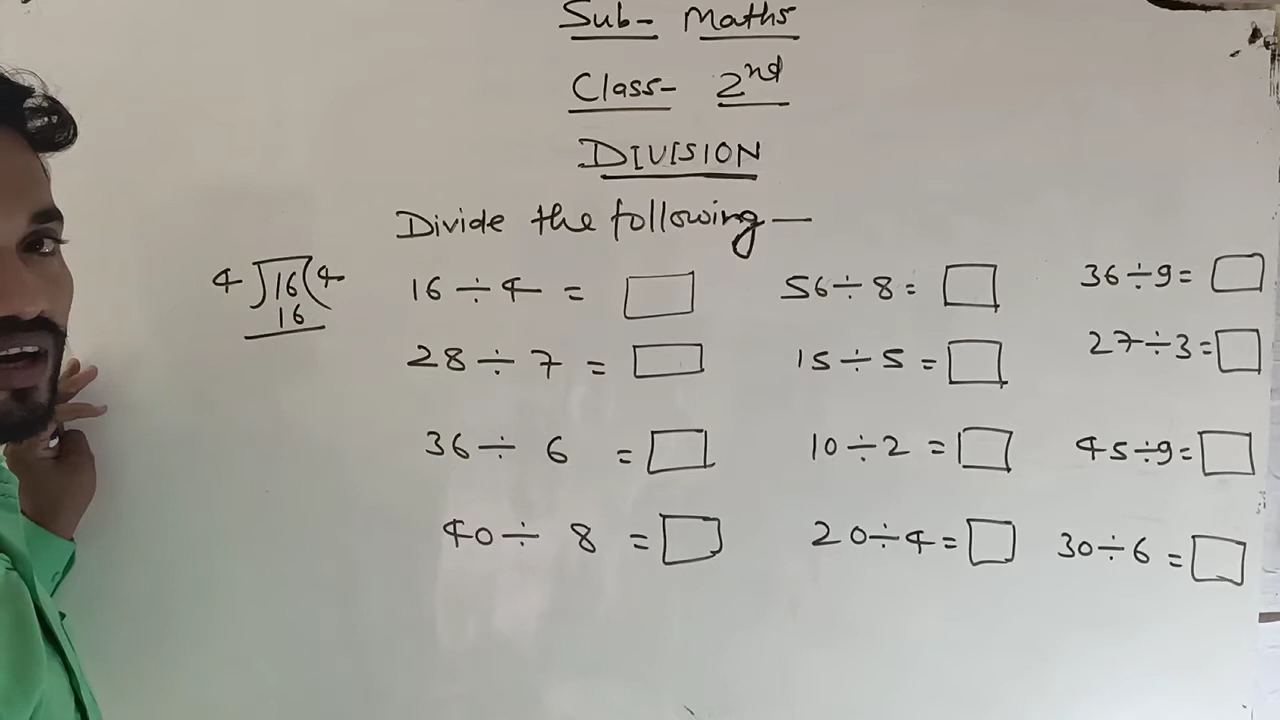 Sub- Maths
Class- 2nd
DIVISION
Divide the following—
4)16(4
16
16 ÷ 4 =
56 ÷ 8 =
36 ÷ 9 =
28 ÷ 7 =
15 ÷ 5 =
27 ÷ 3 =
36 ÷ 6 =
10 ÷ 2 =
45 ÷ 9 =
40 ÷ 8 =
20 ÷ 4 =
30 ÷ 6 =